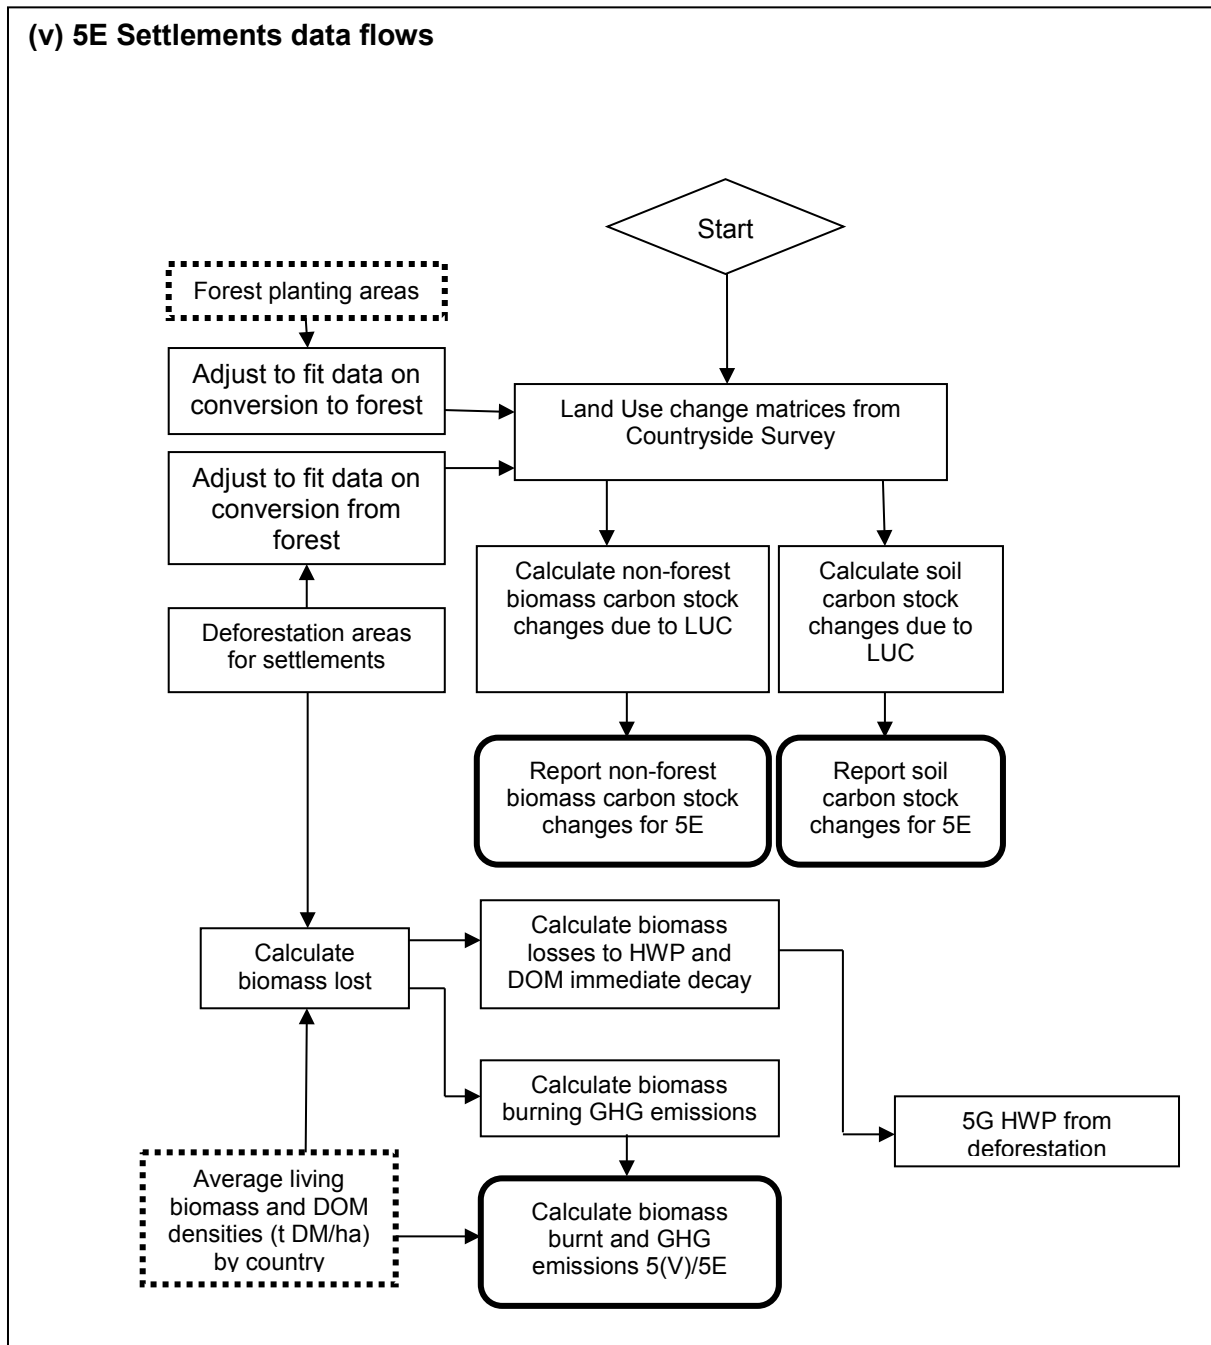 (v) 5E Settlements data flows
Start
Forest planting areas
Adjust to fit data on
conversion to forest
Land Use change matrices from
Countryside Survey
Adjust to fit data on
conversion from
forest
Calculate non-forest
biomass carbon stock
changes due to LUC
Calculate soil
carbon stock
changes due to
LUC
Deforestation areas
for settlements
Report non-forest
biomass carbon stock
changes for 5E
Report soil
carbon stock
changes for 5E
Calculate
biomass lost
Calculate biomass
losses to HWP and
DOM immediate decay
Calculate biomass
burning GHG emissions
5G HWP from
deforestation
Average living
biomass and DOM
densities (t DM/ha)
by country
Calculate biomass
burnt and GHG
emissions 5(V)/5E